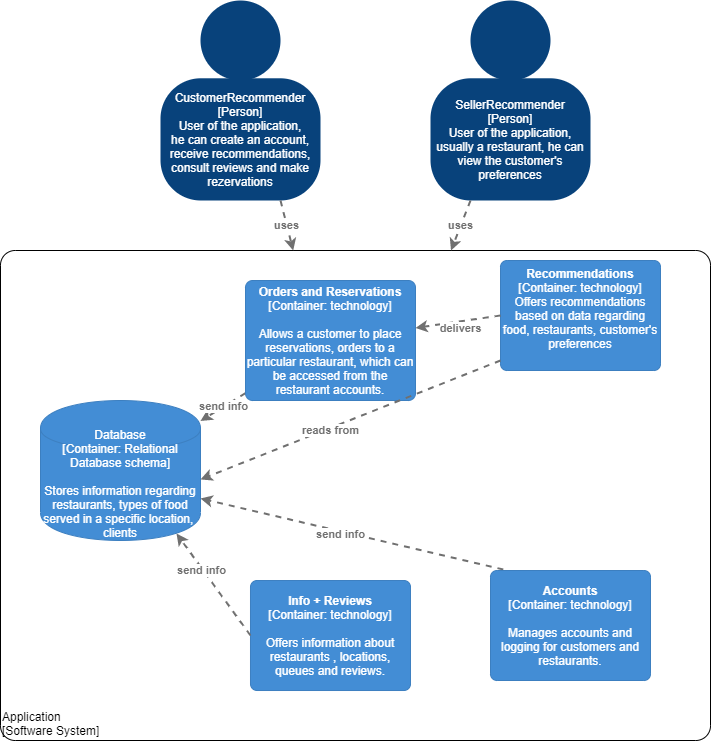 CustomerRecommender
[Person]
User of the application,
he can create an account,
receive recommendations,
consult reviews and make
rezervations
SellerRecommender
[Person]
User of the application,
usually a restaurant, he can
view the customer's
preferences
uses
uses
Orders and Reservations
[Container: technology]
Allows a customer to place
reservations, orders to a
particular restaurant, which can
be accessed from the
restaurant accounts.
Recommendations
[Container: technology]
Offers recommendations
based on data regarding
food, restaurants, customer's
preferences
delivers
send info
reads from
Database
[Container: Relational
Database schema]
Stores information regarding
restaurants, types of food
served in a specific location,
clients
send info
send info
Info + Reviews
[Container: technology]
Offers information about
restaurants , locations,
queues and reviews.
Accounts
[Container: technology]
Manages accounts and
logging for customers and
restaurants.
Application
[Software System]